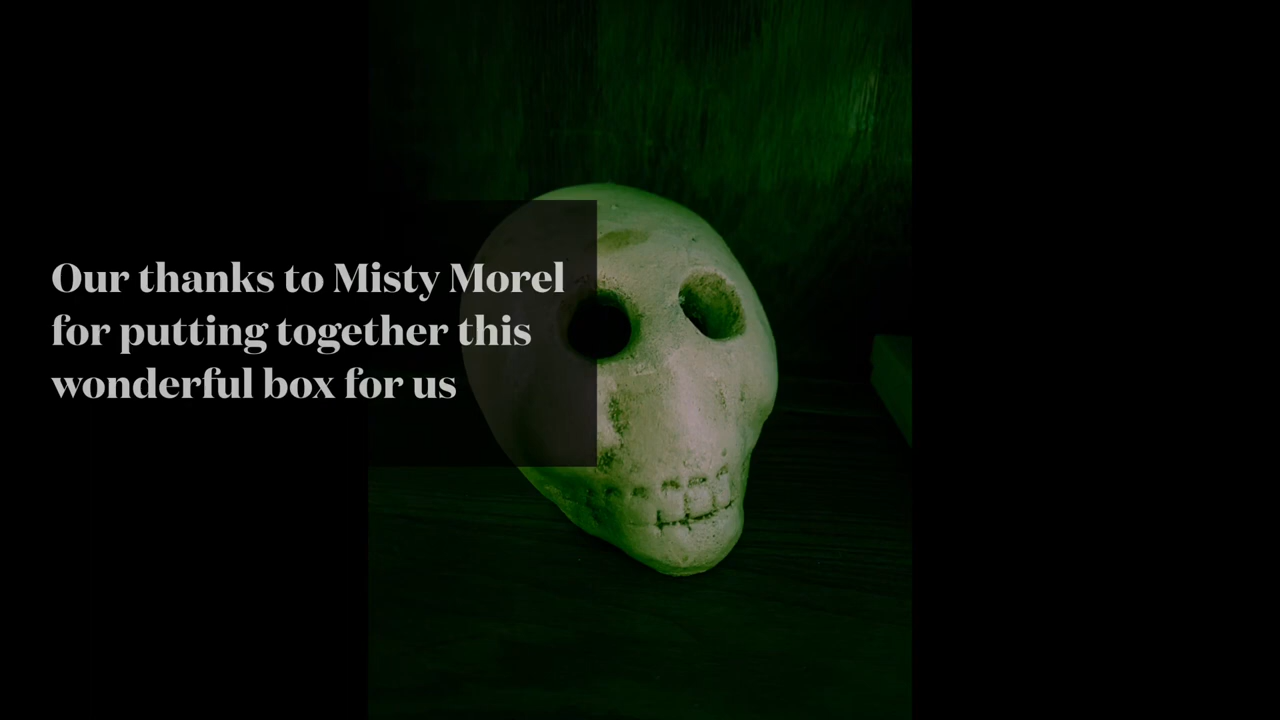 Our thanks to Misty Morel
for putting together this
wonderful box for us